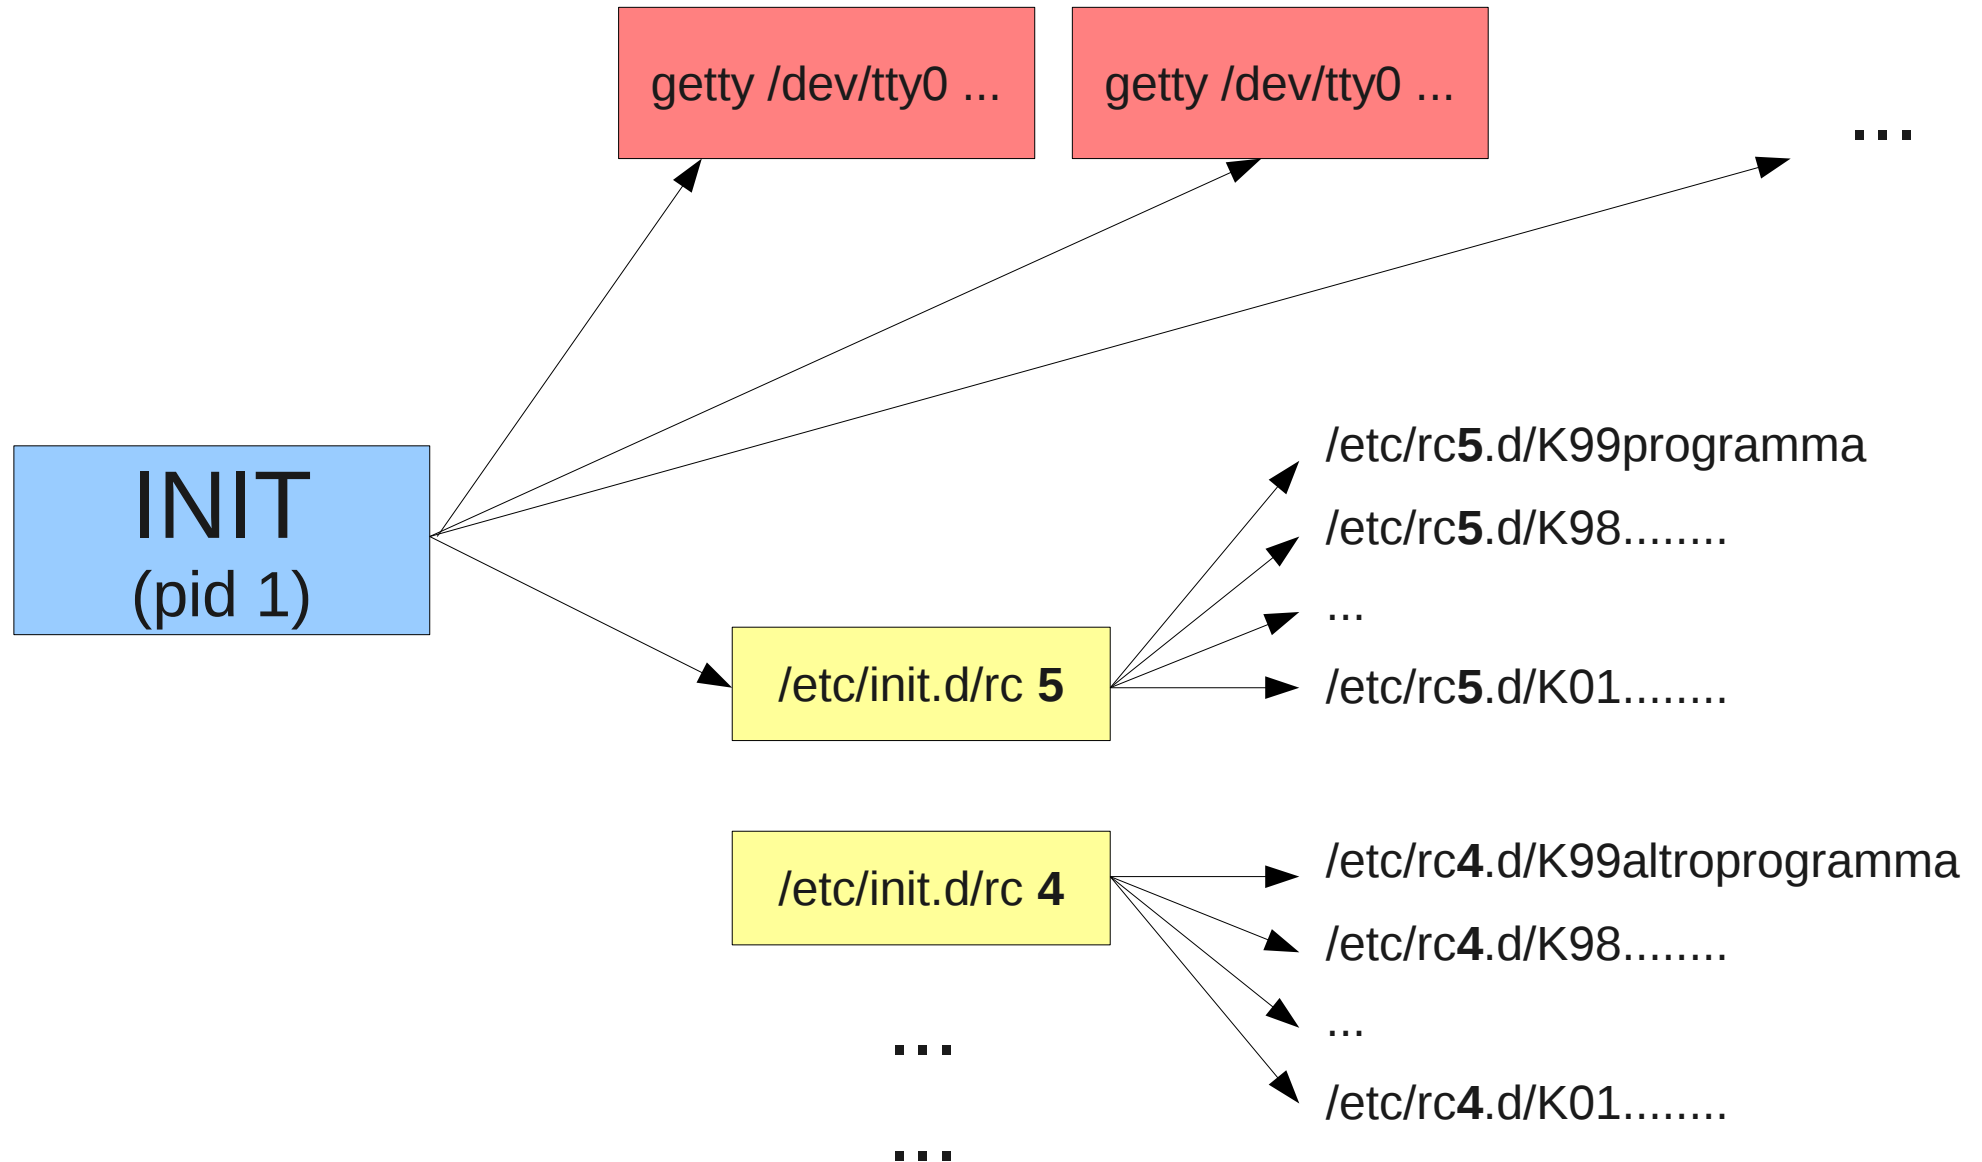 getty /dev/tty0 ...
getty /dev/tty0 ...
...
INIT
(pid 1)
/etc/rc5.d/K99programma
/etc/rc5.d/K98........
...
/etc/rc5.d/K01........
/etc/init.d/rc 5
/etc/init.d/rc 4
/etc/rc4.d/K99altroprogramma
/etc/rc4.d/K98........
...
/etc/rc4.d/K01........
...
...